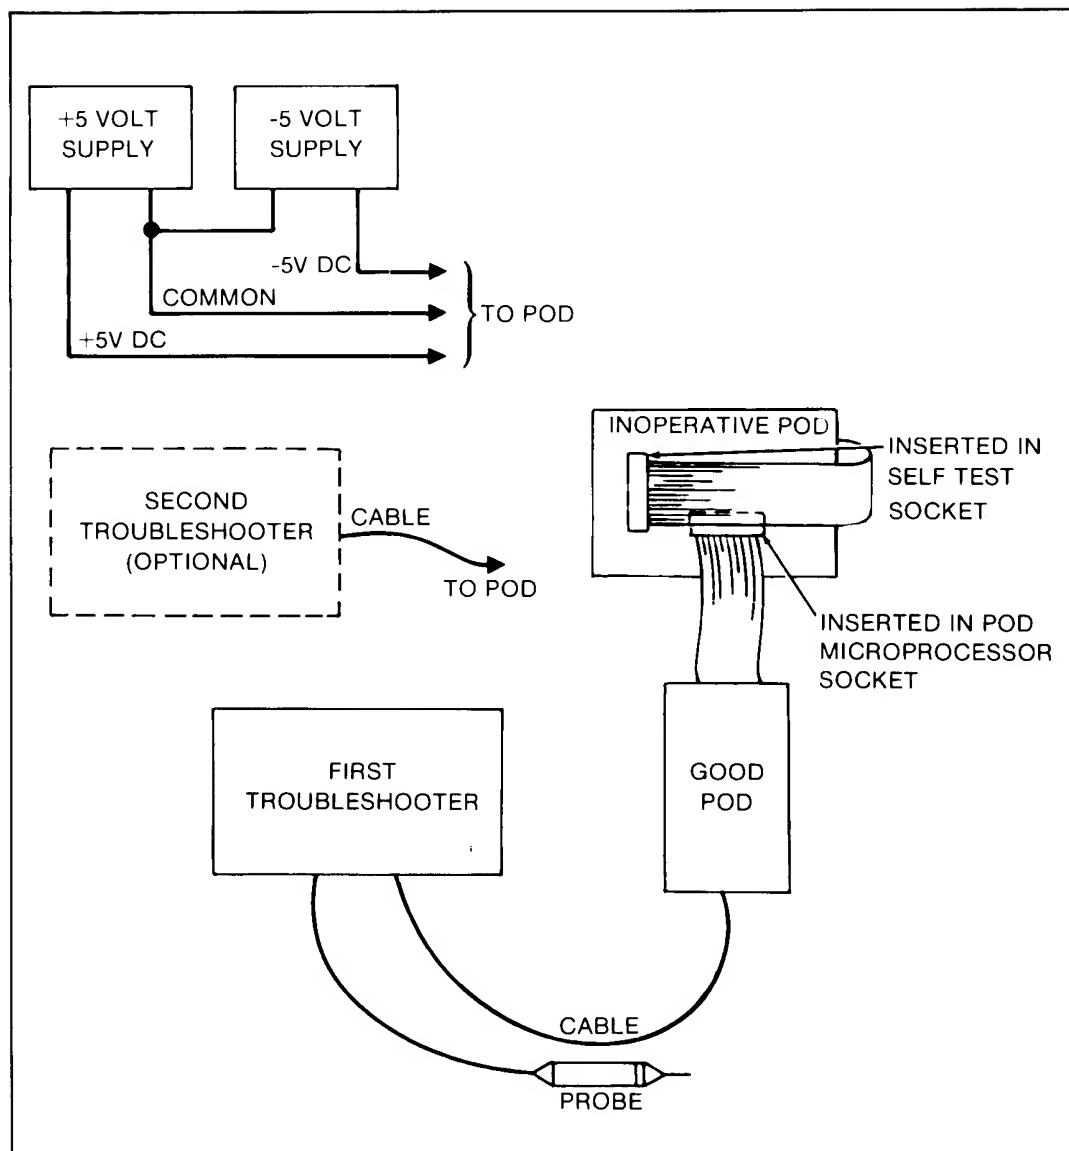 +5 VOLT
SUPPLY
-5 VOLT
SUPPLY
-5V DC
COMMON
+5V DC
TO POD
INOPERATIVE POD
INSERTED IN
SELF TEST
SOCKET
SECOND
TROUBLESHOOTER
(OPTIONAL)
CABLE
TO POD
INSERTED IN POD
MICROPROCESSOR
SOCKET
FIRST
TROUBLESHOOTER
GOOD
POD
CABLE
PROBE